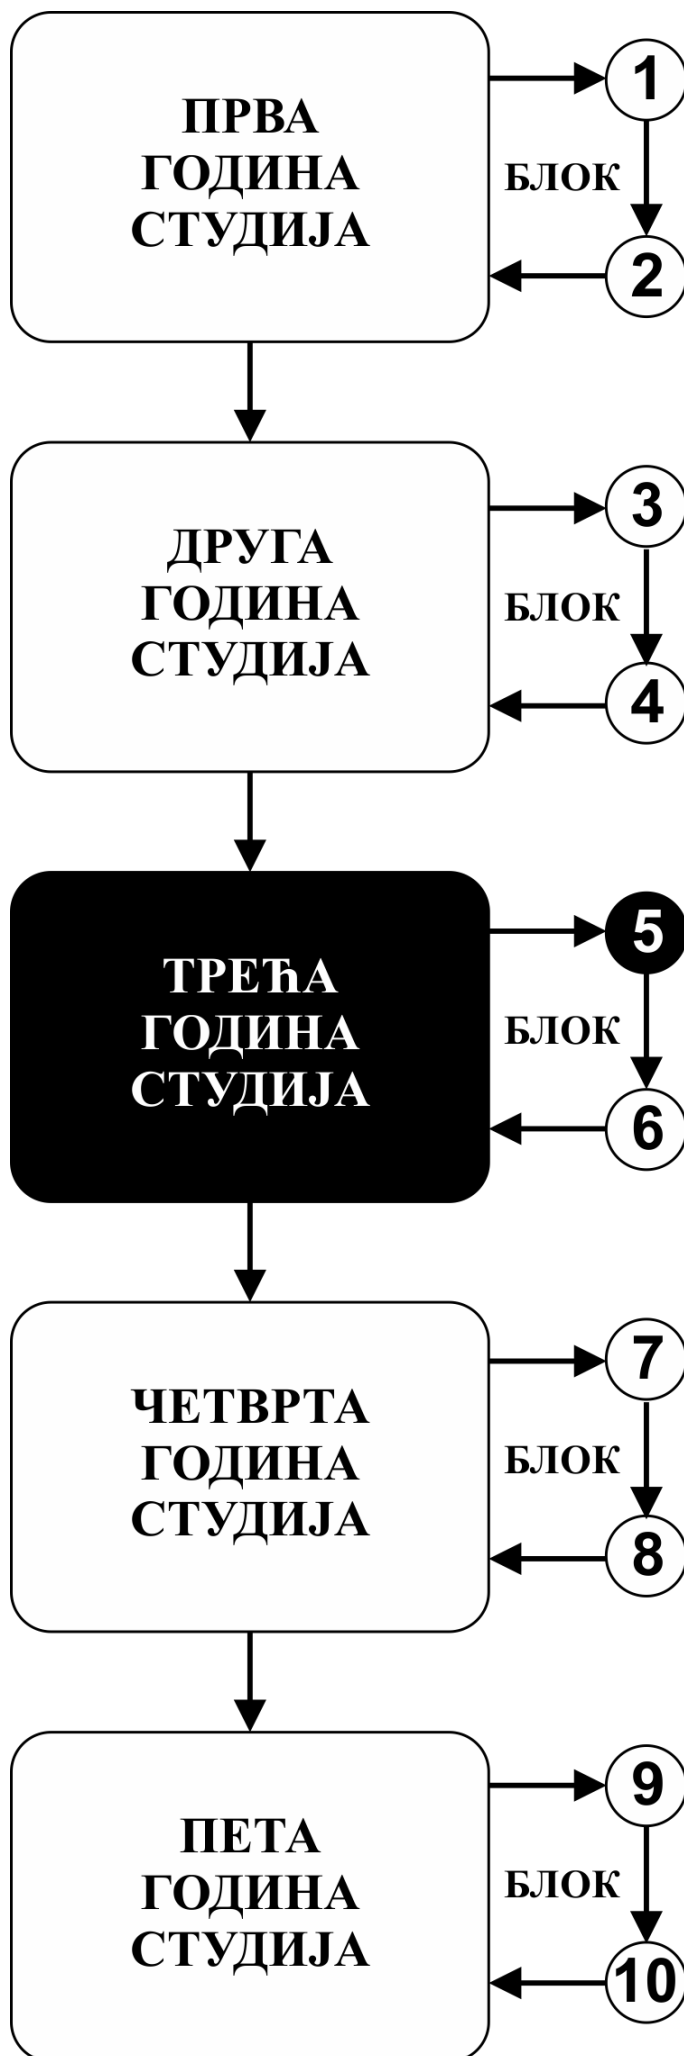 ПРВА
ГОДИНА
СТУДИЈА
1
БЛОК
2
ДРУГА
ГОДИНА
СТУДИЈА
3
БЛОК
4
ТРЕЋА
ГОДИНА
СТУДИЈА
5
БЛОК
6
ЧЕТВРТА
ГОДИНА
СТУДИЈА
7
БЛОК
8
ПЕТА
ГОДИНА
СТУДИЈА
9
БЛОК
10